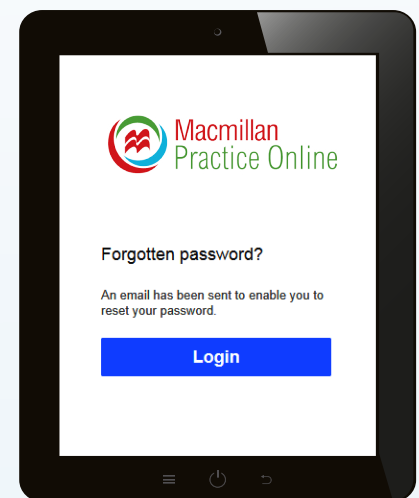 Macmillan
Practice Online
Forgotten password?
An email has been sent to enable you to
reset your password.
Login